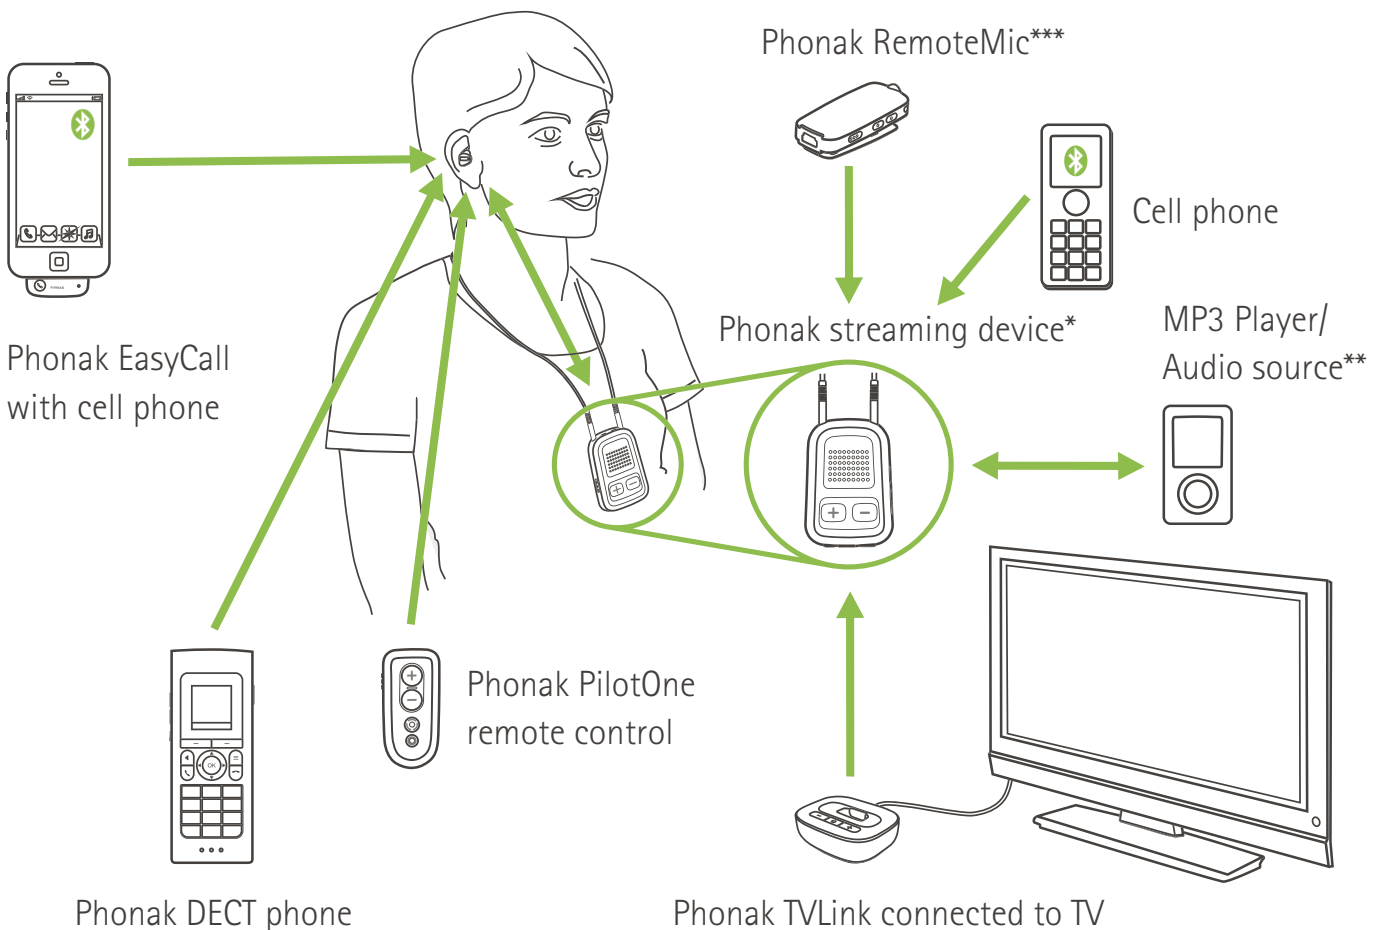 Phonak RemoteMic***
Cell phone
Phonak streaming device*
MP3 Player/
Audio source**
Phonak EasyCall
with cell phone
+ −
+ −
Phonak PilotOne
remote control
OK
Phonak DECT phone
Phonak TVLink connected to TV